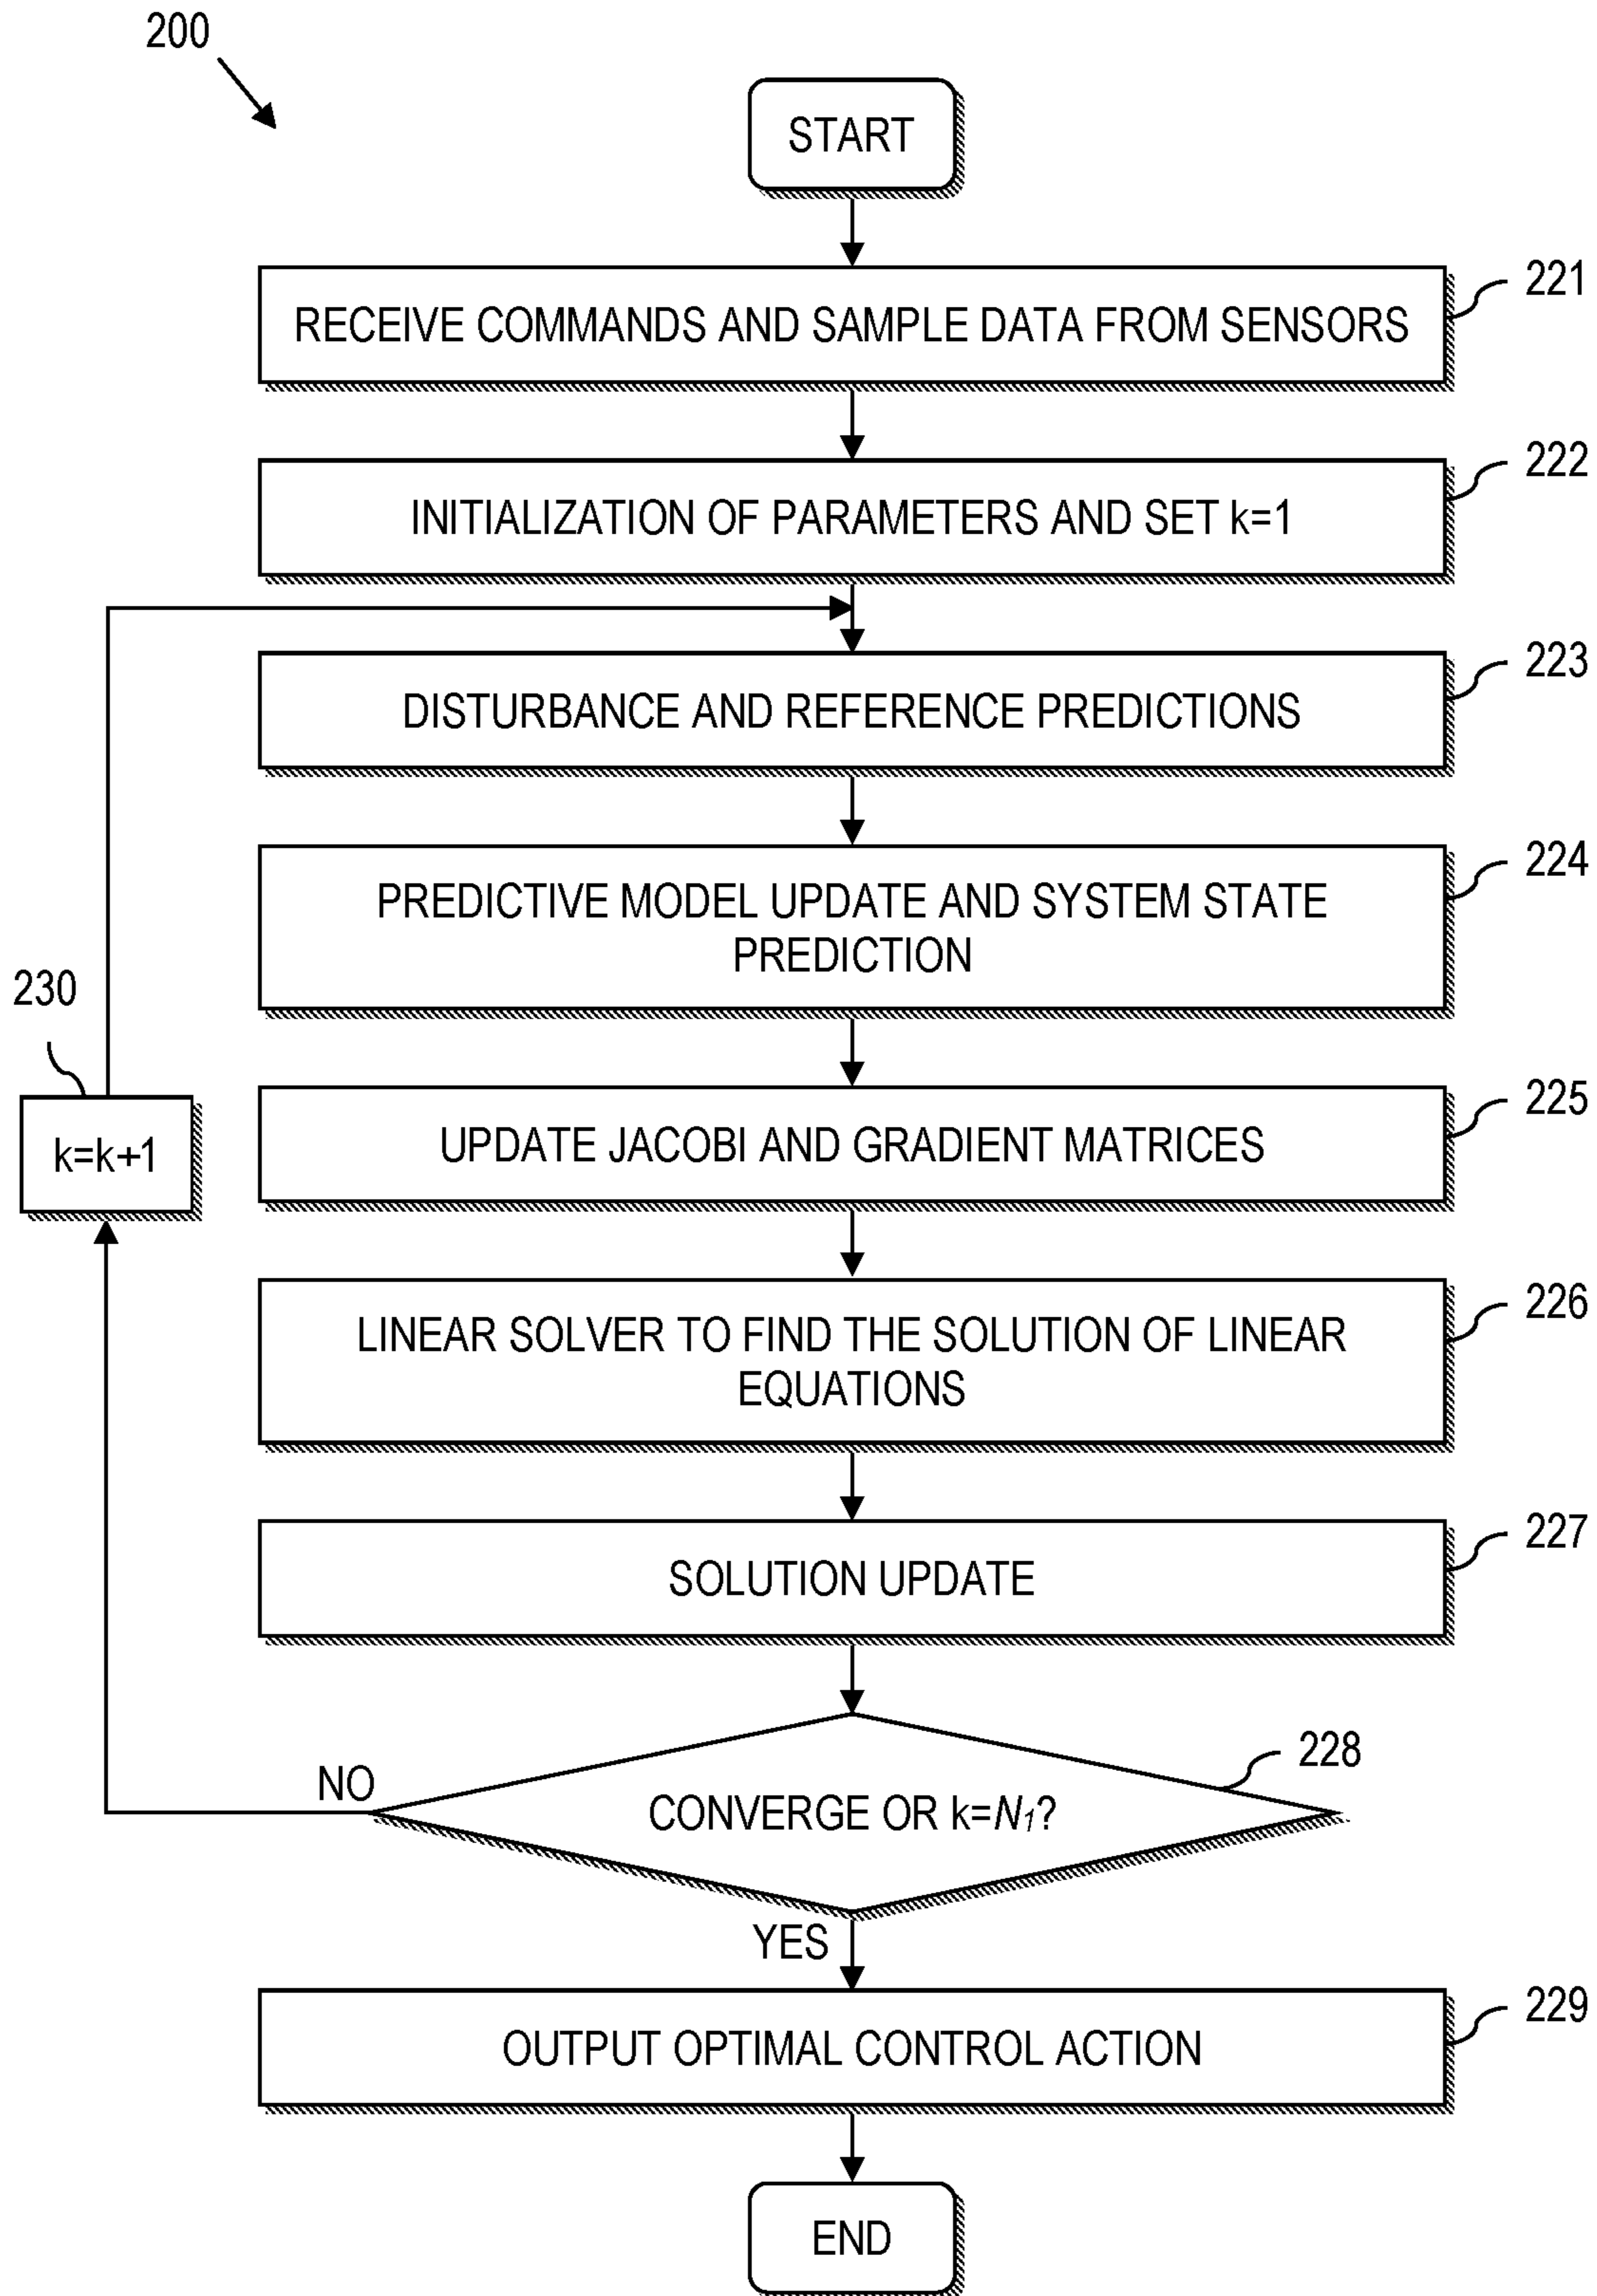 200
START
RECEIVE COMMANDS AND SAMPLE DATA FROM SENSORS
221
INITIALIZATION OF PARAMETERS AND SET k=1
222
DISTURBANCE AND REFERENCE PREDICTIONS
223
PREDICTIVE MODEL UPDATE AND SYSTEM STATE
PREDICTION
224
230
k=k+1
UPDATE JACOBI AND GRADIENT MATRICES
225
LINEAR SOLVER TO FIND THE SOLUTION OF LINEAR
EQUATIONS
226
SOLUTION UPDATE
227
NO
CONVERGE OR k=N₁?
228
YES
OUTPUT OPTIMAL CONTROL ACTION
229
END